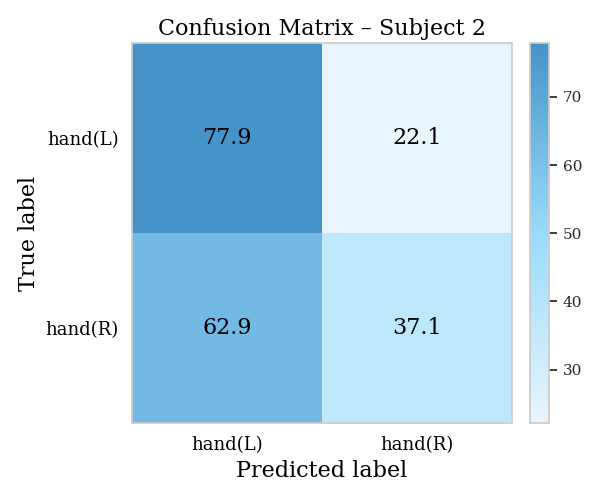 Confusion Matrix – Subject 2
True label
hand(L)
77.9
22.1
hand(R)
62.9
37.1
hand(L)
hand(R)
Predicted label
70
60
50
40
30